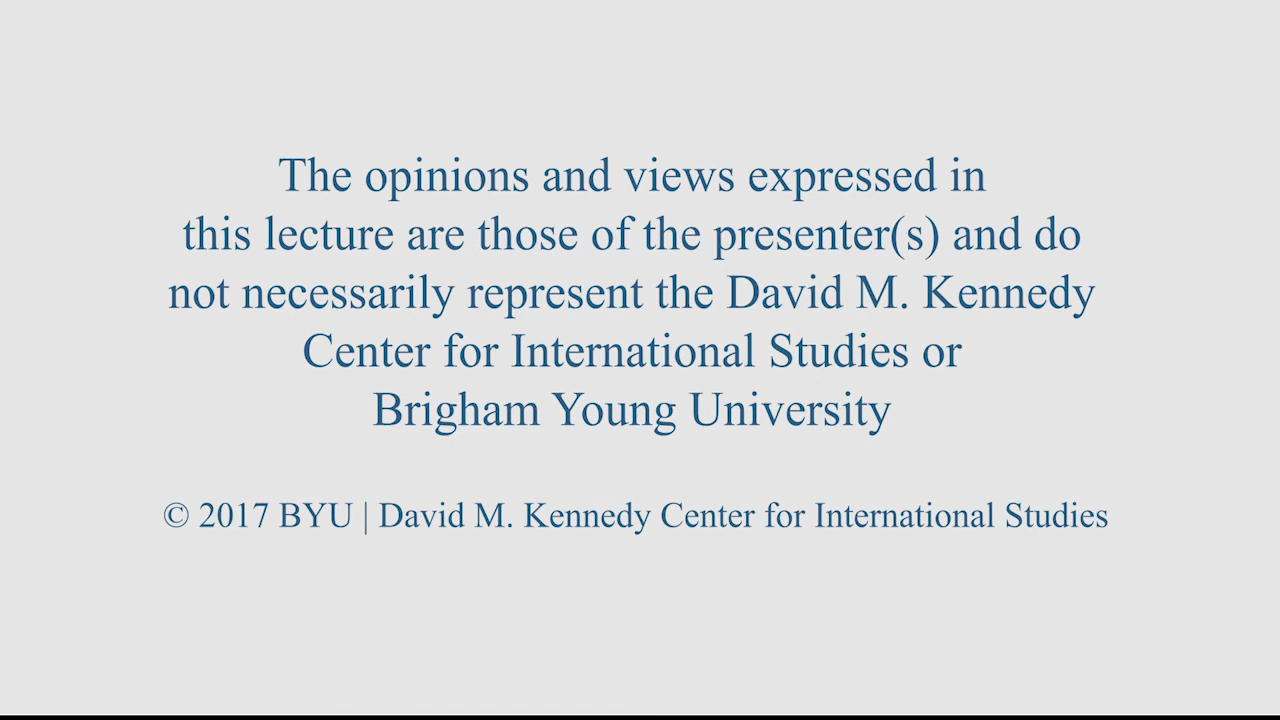 The opinions and views expressed in
this lecture are those of the presenter(s) and do
not necessarily represent the David M. Kennedy
Center for International Studies or
Brigham Young University
© 2017 BYU | David M. Kennedy Center for International Studies